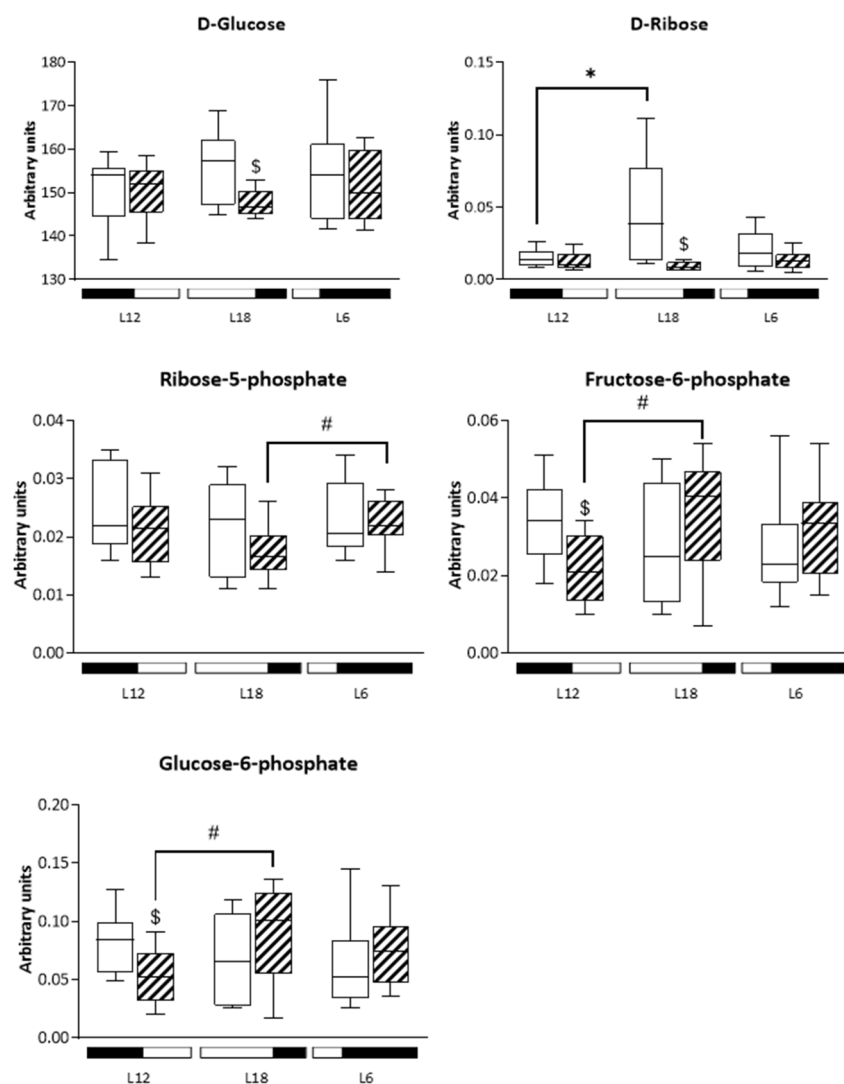 D-Glucose
180
170
160
150
140
130
Arbitrary units
$
L12
L18
L6
D-Ribose
0.15
0.10
0.05
0.00
Arbitrary units
*
$
L12
L18
L6
Ribose-5-phosphate
0.04
0.03
0.02
0.01
0.00
Arbitrary units
#
L12
L18
L6
Fructose-6-phosphate
0.06
0.04
0.02
0.00
Arbitrary units
#
$
L12
L18
L6
Glucose-6-phosphate
0.20
0.15
0.10
0.05
0.00
Arbitrary units
#
$
L12
L18
L6